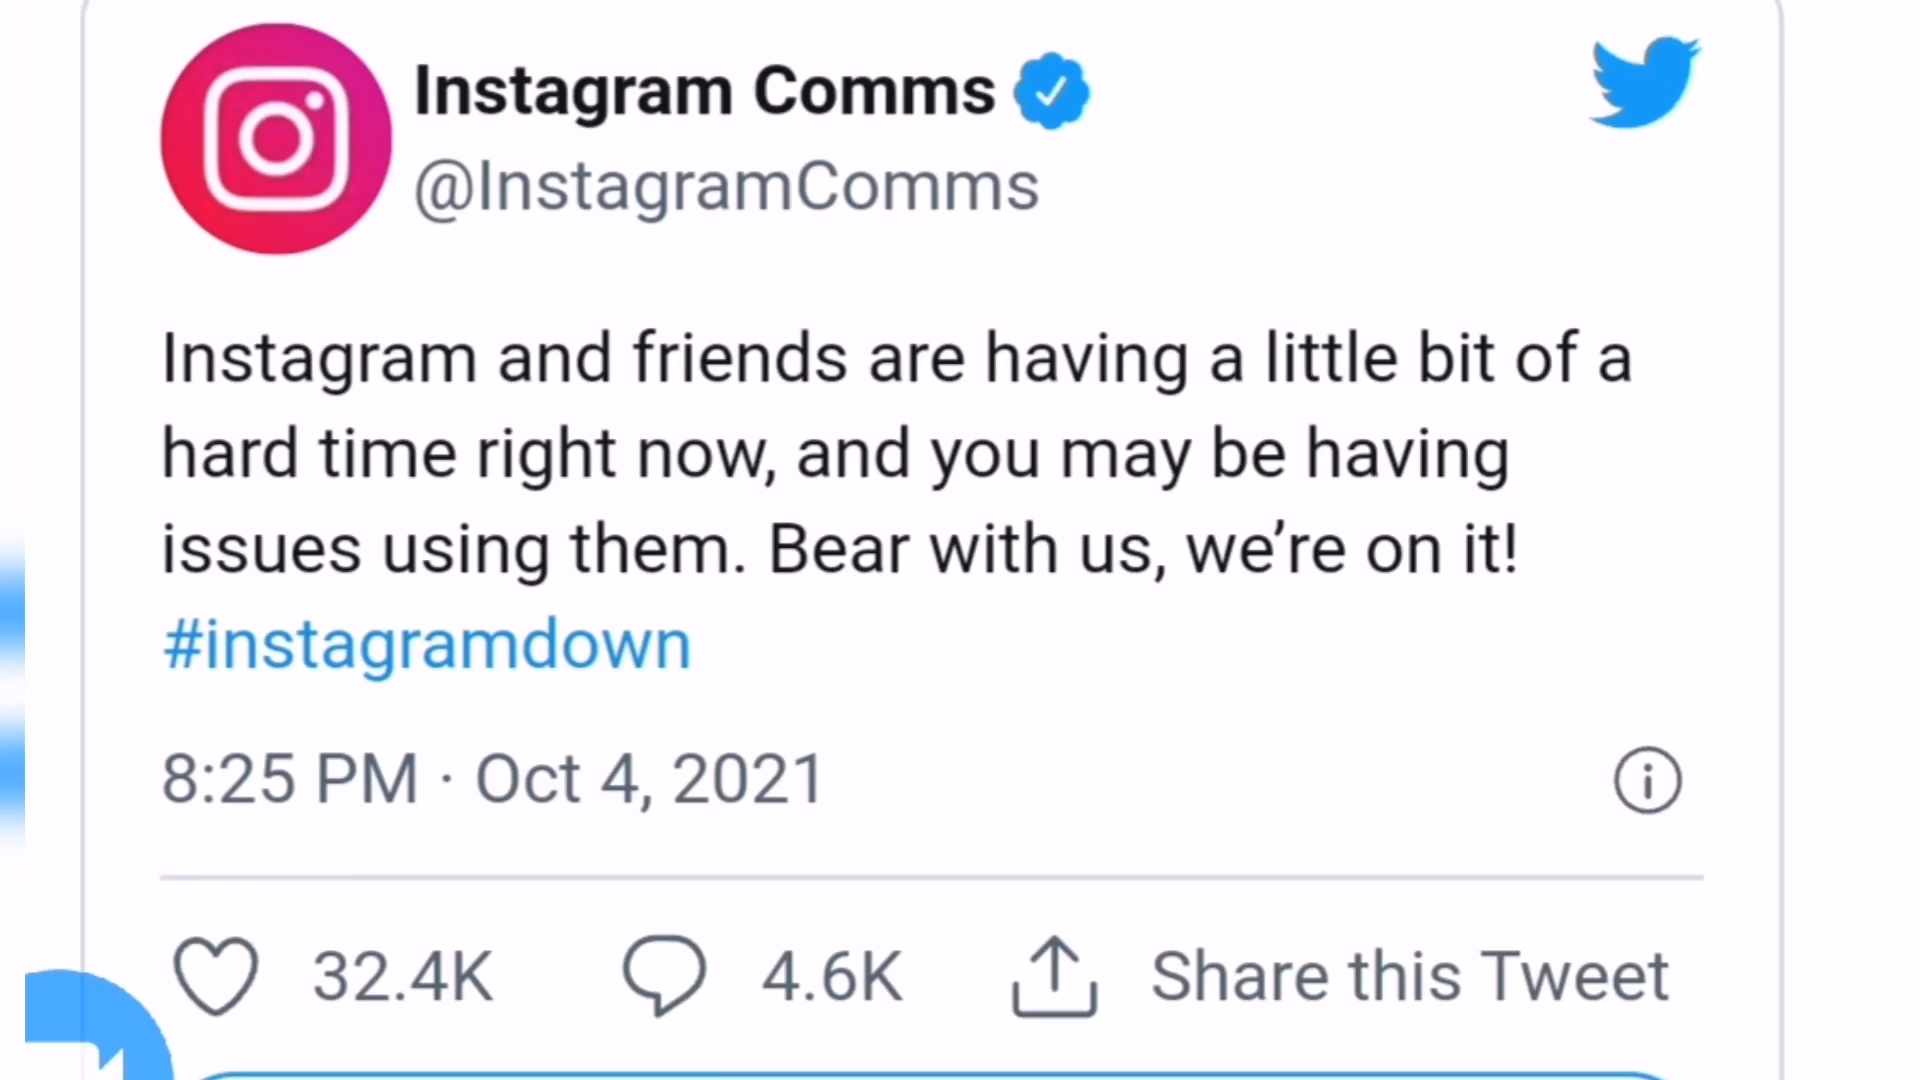 Instagram Comms
@InstagramComms
Instagram and friends are having a little bit of a
hard time right now, and you may be having
issues using them. Bear with us, we’re on it!
#instagramdown
8:25 PM · Oct 4, 2021
32.4K 4.6K Share this Tweet